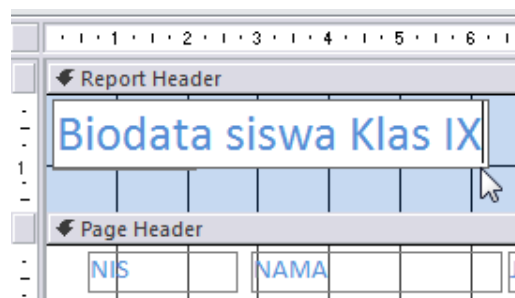 1 2 3 4 5 6
Report Header
Biodata siswa Klas IX
1
Page Header
NIS NAMA